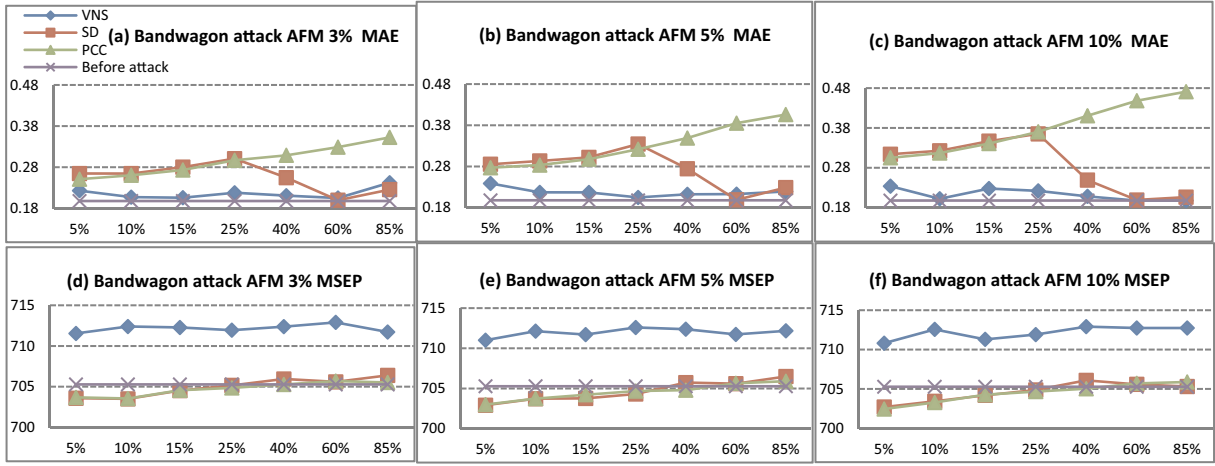 VNS
SD
PCC
Before attack
(a) Bandwagon attack AFM 3% MAE
0.48
0.38
0.28
0.18
5% 10% 15% 25% 40% 60% 85%
(b) Bandwagon attack AFM 5% MAE
0.48
0.38
0.28
0.18
5% 10% 15% 25% 40% 60% 85%
(c) Bandwagon attack AFM 10% MAE
0.48
0.38
0.28
0.18
5% 10% 15% 25% 40% 60% 85%
(d) Bandwagon attack AFM 3% MSEP
715
710
705
700
5% 10% 15% 25% 40% 60% 85%
(e) Bandwagon attack AFM 5% MSEP
715
710
705
700
5% 10% 15% 25% 40% 60% 85%
(f) Bandwagon attack AFM 10% MSEP
715
710
705
700
5% 10% 15% 25% 40% 60% 85%